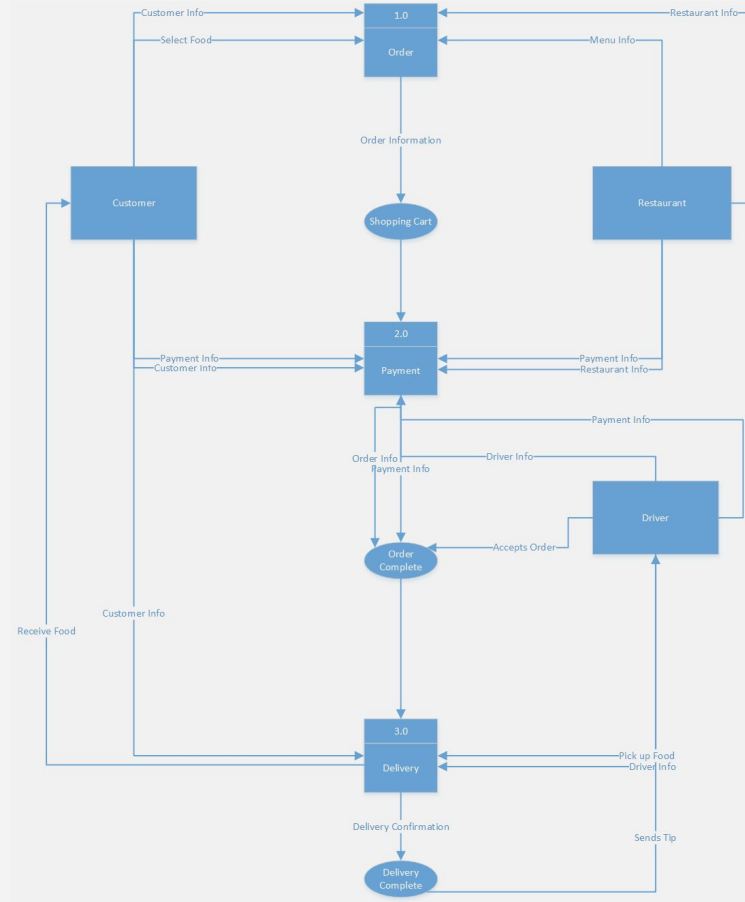 Customer Info
1.0
Restaurant Info
Select Food
Order
Menu Info
Order Information
Customer
Shopping Cart
Restaurant
2.0
Payment Info
Payment
Payment Info
Customer Info
Restaurant Info
Payment Info
Order Info
Driver Info
Payment Info
Driver
Accepts Order
Order
Complete
Customer Info
Receive Food
3.0
Pick up Food
Delivery
Driver Info
Delivery Confirmation
Sends Tip
Delivery
Complete